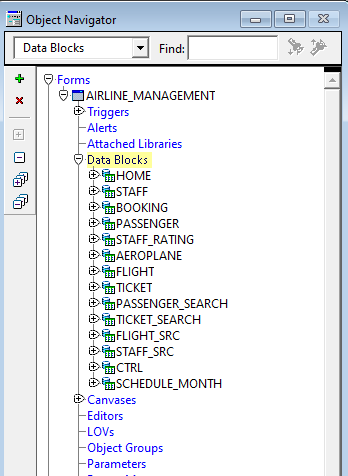 Object Navigator
Data Blocks Find:
Forms
AIRLINE_MANAGEMENT
Triggers
Alerts
Attached Libraries
Data Blocks
HOME
STAFF
BOOKING
PASSENGER
STAFF_RATING
AEROPLANE
FLIGHT
TICKET
PASSENGER_SEARCH
TICKET_SEARCH
FLIGHT_SRC
STAFF_SRC
CTRL
SCHEDULE_MONTH
Canvases
Editors
LOVs
Object Groups
Parameters